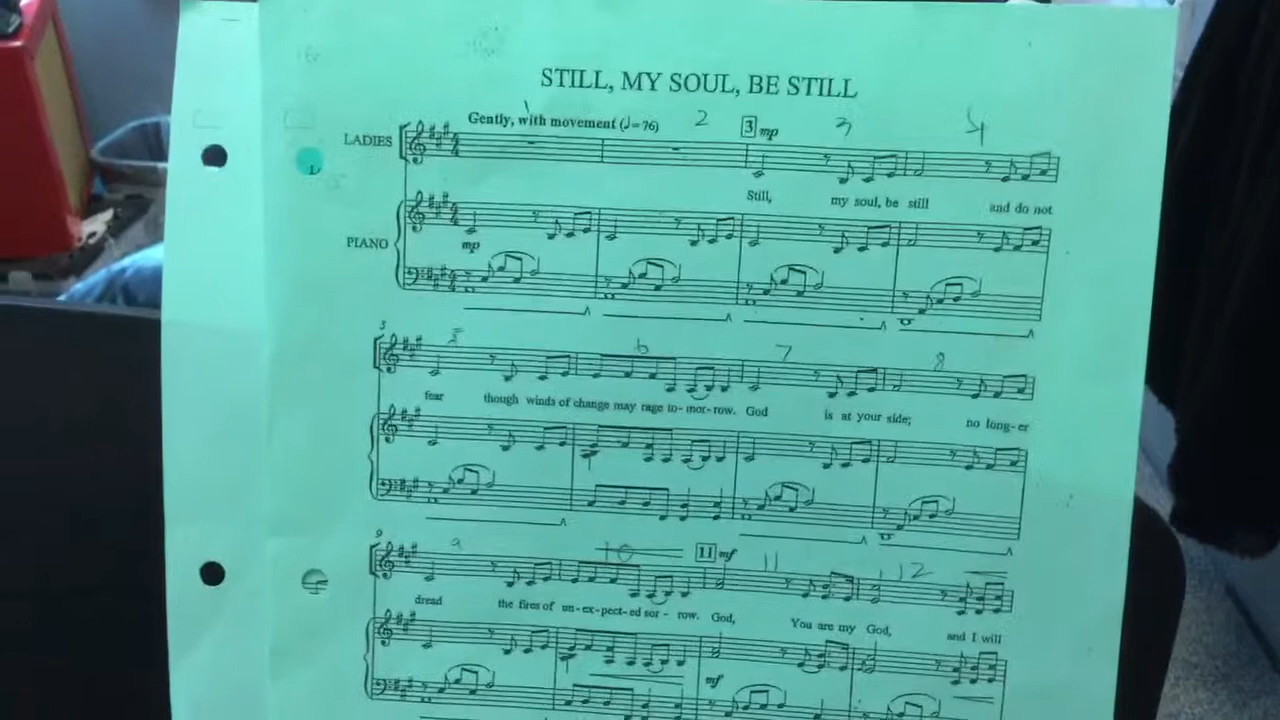 STILL, MY SOUL, BE STILL
Gently, with movement (♩=76)
1 2 3 mp 3 4
LADIES
Still, my soul, be still and do not
PIANO
mp
5
5 6 7 8
fear though winds of change may rage to-mor-row. God is at your side; no long-er
9
9 10 11 mf 11 12
dread the fires of un-ex-pect-ed sor-row. God, You are my God, and I will
mf